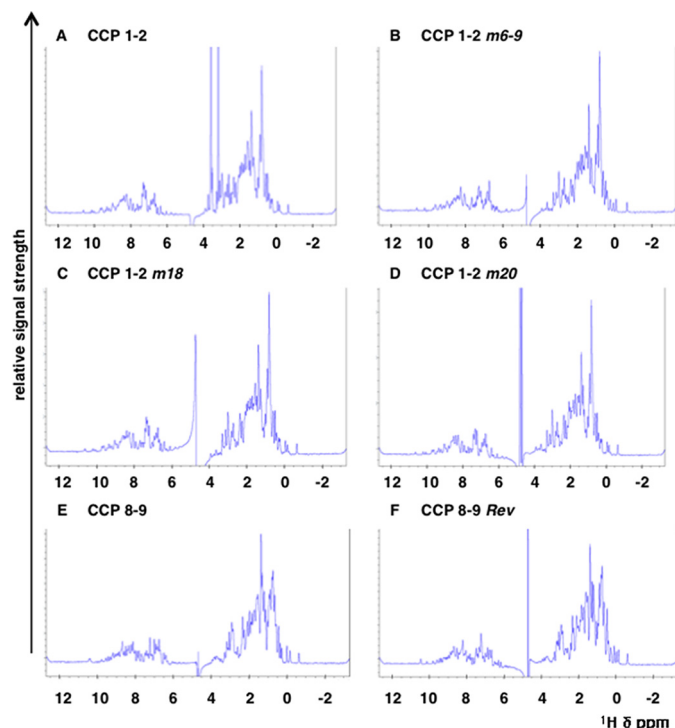 A CCP 1-2
B CCP 1-2 m6-9
12 10 8 6 4 2 0 -2
12 10 8 6 4 2 0 -2
C CCP 1-2 m18
D CCP 1-2 m20
relative signal strength
12 10 8 6 4 2 0 -2
12 10 8 6 4 2 0 -2
E CCP 8-9
F CCP 8-9 Rev
12 10 8 6 4 2 0 -2
12 10 8 6 4 2 0 -2
¹H δ ppm